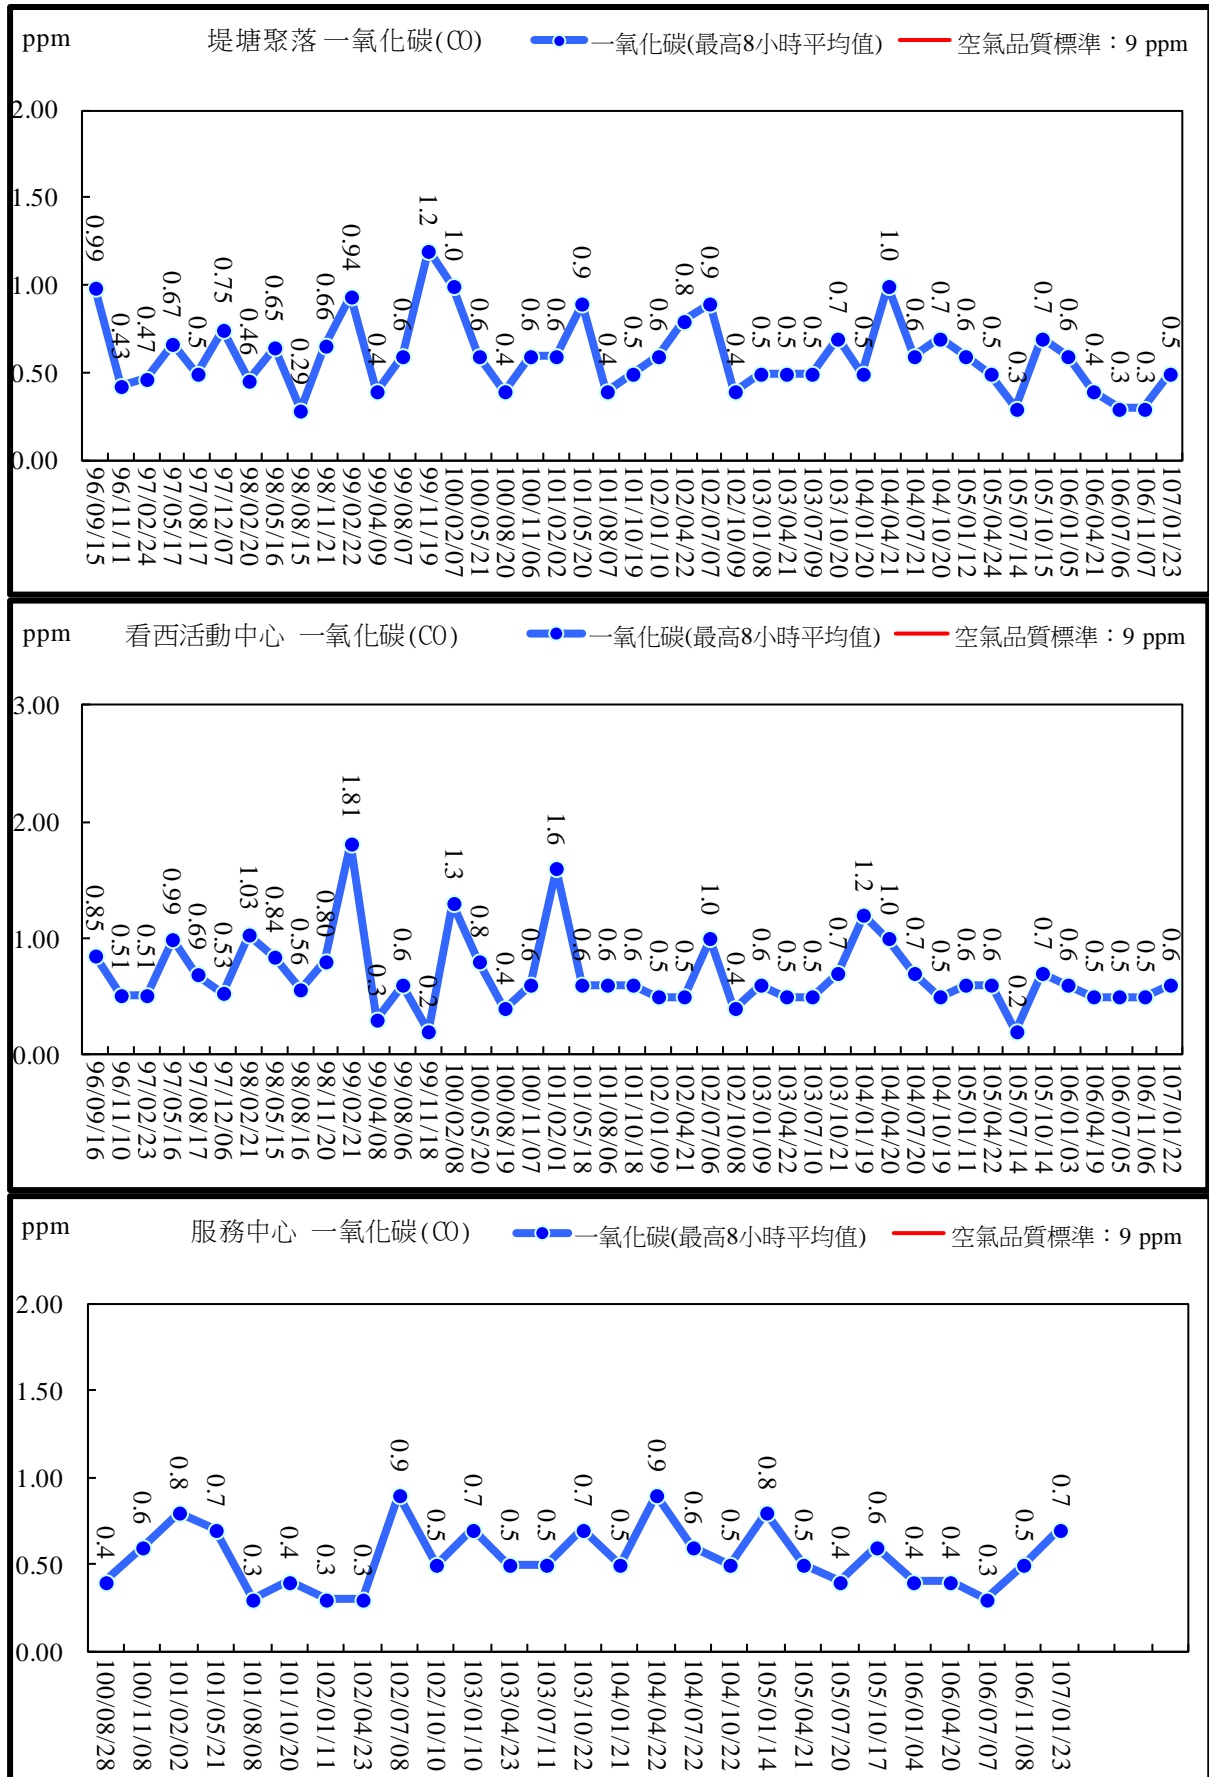 ppm 堤塘聚落 一氧化碳(CO) 一氧化碳(最高8小時平均值) 空氣品質標準：9 ppm
2.00
1.50
1.00
0.50
0.00
0.99 0.43 0.47 0.67 0.5 0.75 0.46 0.65 0.29 0.66 0.94 0.4 0.6 1.2 1.0 0.6 0.4 0.6 0.6 0.9 0.4 0.5 0.6 0.8 0.9 0.4 0.5 0.5 0.5 0.7 0.5 1.0 0.6 0.7 0.6 0.5 0.3 0.7 0.6 0.4 0.3 0.3 0.5
96/09/15 96/11/11 97/02/24 97/05/17 97/08/17 97/12/07 98/02/20 98/05/16 98/08/15 98/11/21 99/02/22 99/04/09 99/08/07 99/11/19 100/02/07 100/05/21 100/08/20 100/11/06 101/02/02 101/05/20 101/08/07 101/10/19 102/01/10 102/04/22 102/07/07 102/10/09 103/01/08 103/04/21 103/07/09 103/10/20 104/01/20 104/04/21 104/07/21 104/10/20 105/01/12 105/04/24 105/07/14 105/10/15 106/01/05 106/04/21 106/07/06 106/11/07 107/01/23
ppm 看西活動中心 一氧化碳(CO) 一氧化碳(最高8小時平均值) 空氣品質標準：9 ppm
3.00
2.00
1.00
0.00
0.85 0.51 0.51 0.99 0.69 0.53 1.03 0.84 0.56 0.80 1.81 0.3 0.6 0.2 1.3 0.8 0.4 0.6 1.6 0.6 0.6 0.6 0.5 0.5 1.0 0.4 0.6 0.5 0.5 0.7 1.2 1.0 0.7 0.5 0.6 0.6 0.2 0.7 0.6 0.5 0.5 0.5 0.6
96/09/16 96/11/10 97/02/23 97/05/16 97/08/17 97/12/06 98/02/21 98/05/15 98/08/16 98/11/20 99/02/21 99/04/08 99/08/06 99/11/18 100/02/08 100/05/20 100/08/19 100/11/07 101/02/01 101/05/18 101/08/06 101/10/18 102/01/09 102/04/21 102/07/06 102/10/08 103/01/09 103/04/22 103/07/10 103/10/21 104/01/19 104/04/20 104/07/20 104/10/19 105/01/11 105/04/22 105/07/14 105/10/14 106/01/03 106/04/19 106/07/05 106/11/06 107/01/22
ppm 服務中心 一氧化碳(CO) 一氧化碳(最高8小時平均值) 空氣品質標準：9 ppm
2.00
1.50
1.00
0.50
0.00
0.4 0.6 0.8 0.7 0.3 0.4 0.3 0.3 0.9 0.5 0.7 0.5 0.5 0.7 0.5 0.9 0.6 0.5 0.8 0.5 0.4 0.6 0.4 0.4 0.3 0.5 0.7
100/08/28 100/11/08 101/02/02 101/05/21 101/08/08 101/10/20 102/01/11 102/04/23 102/07/08 102/10/10 103/01/10 103/04/23 103/07/11 103/10/22 104/01/21 104/04/22 104/07/22 104/10/22 105/01/14 105/04/21 105/07/20 105/10/17 106/01/04 106/04/20 106/07/07 106/11/08 107/01/23